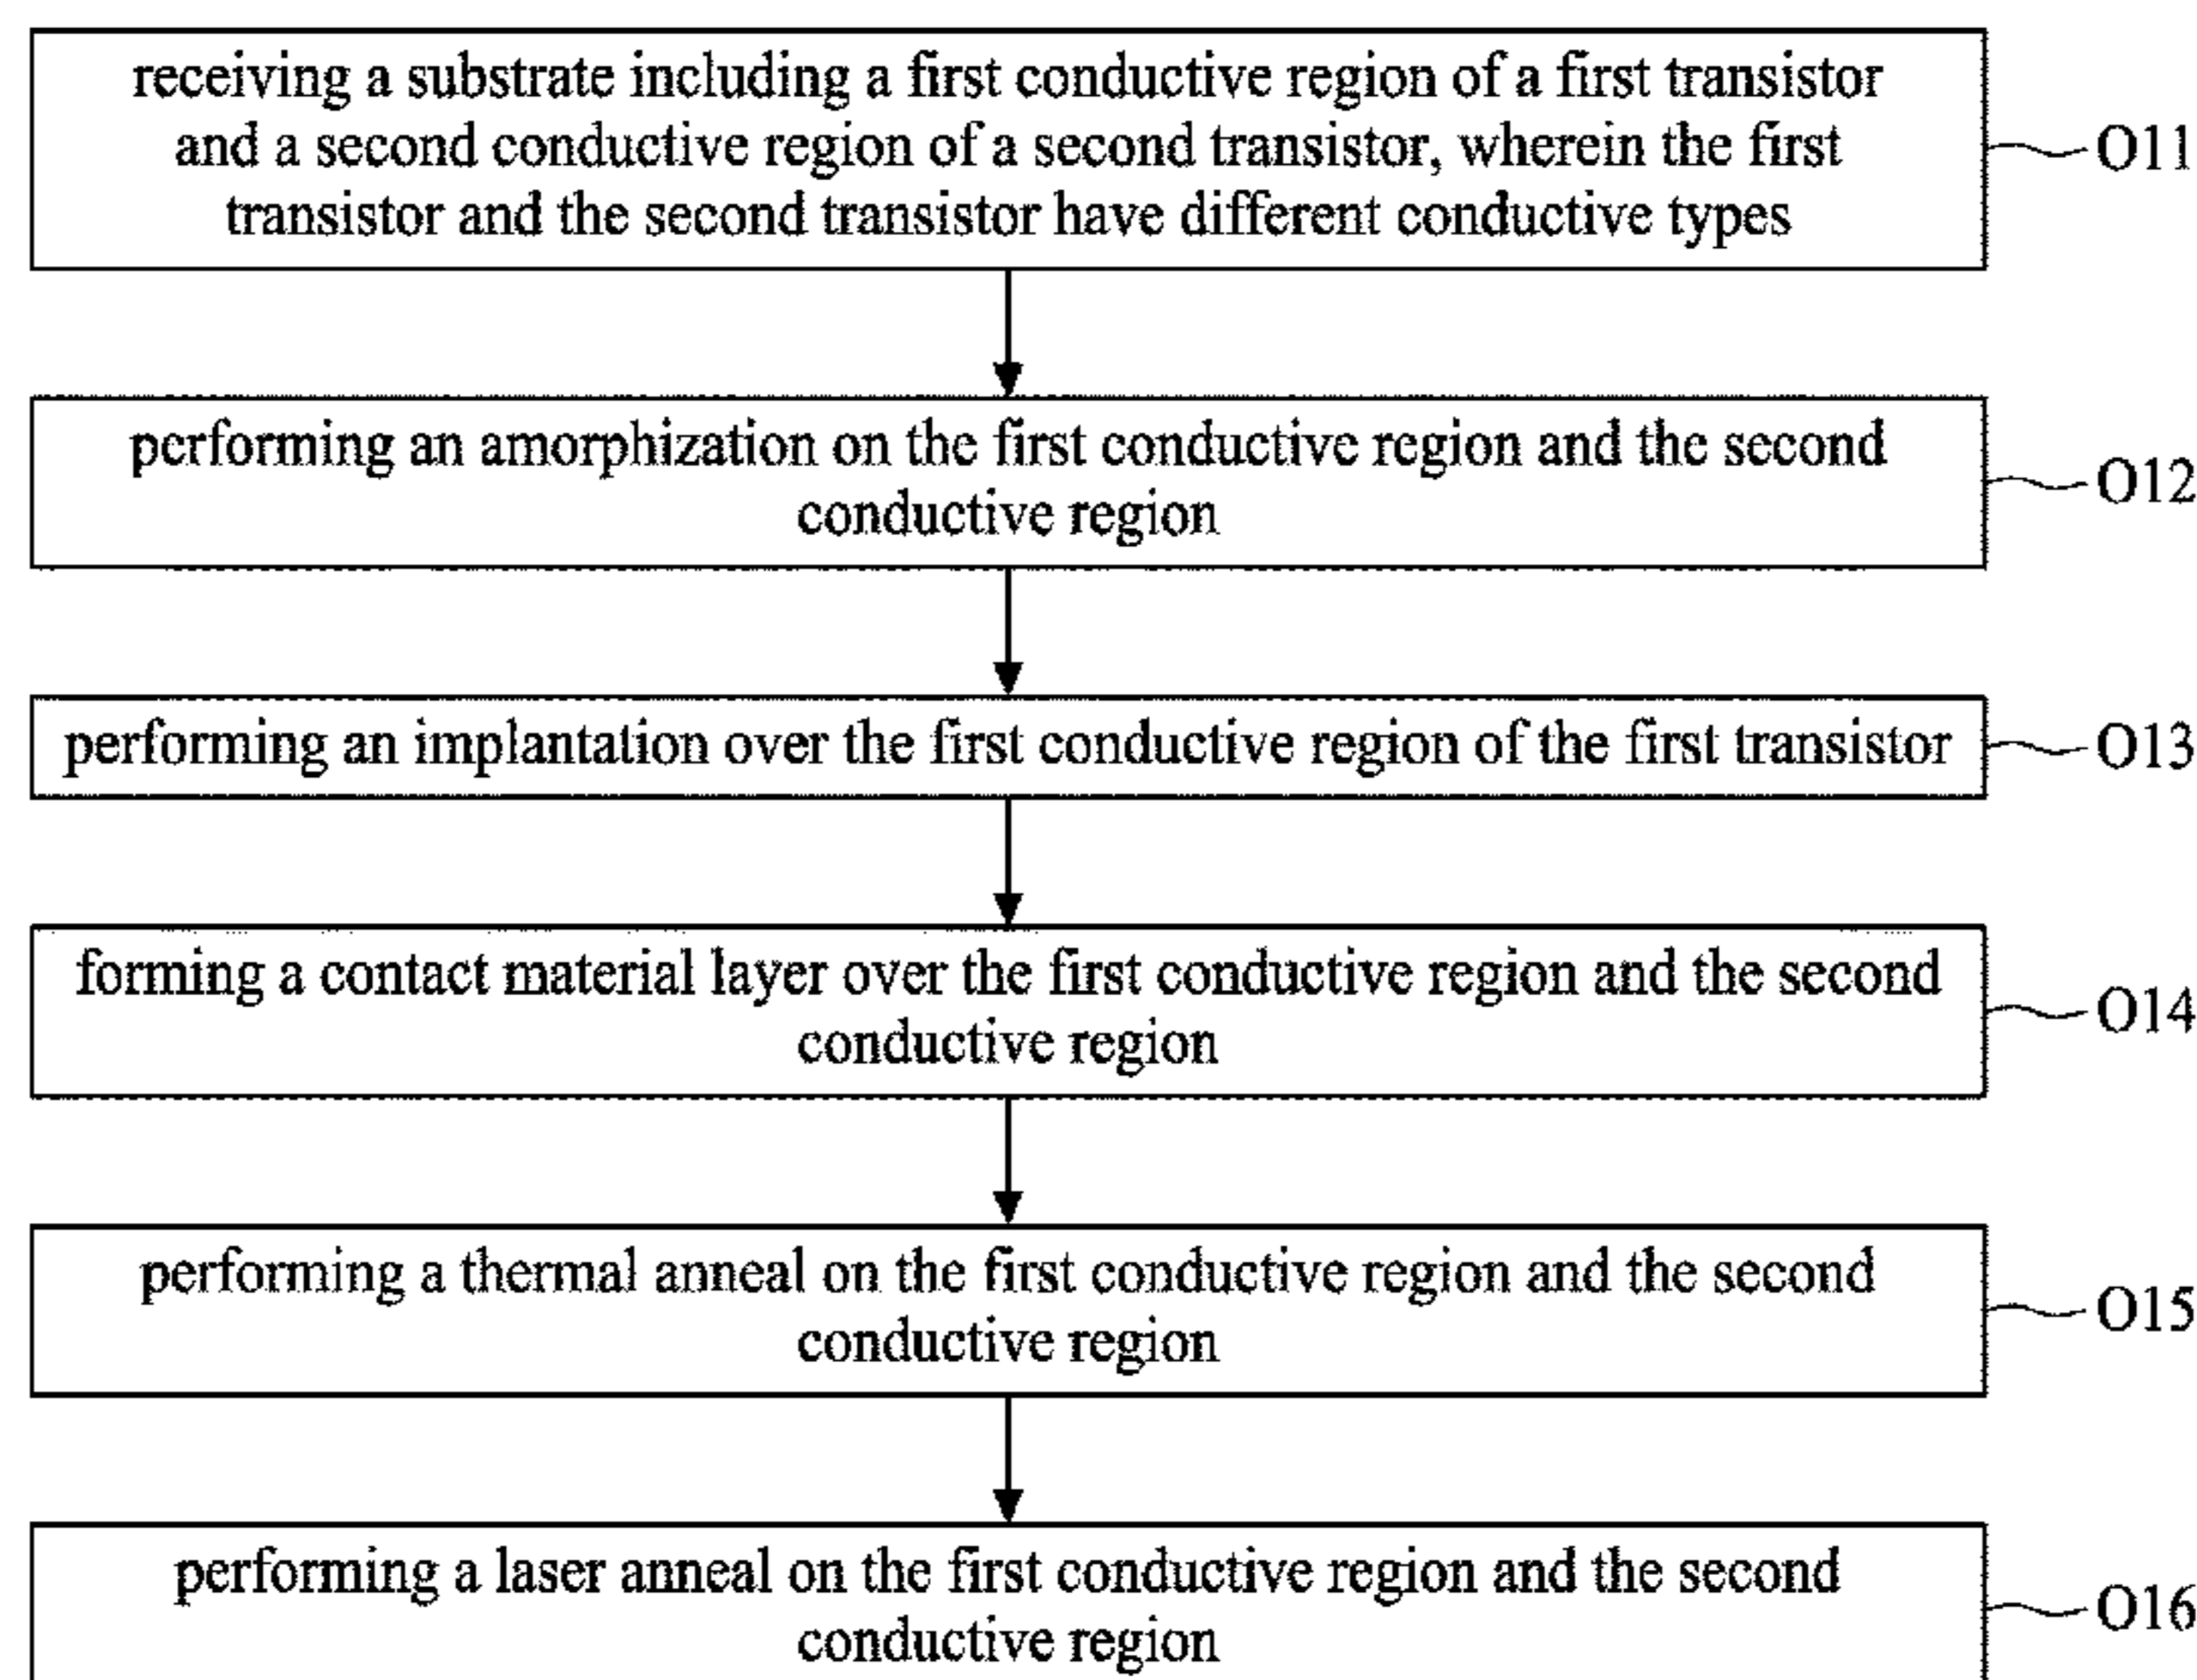 receiving a substrate including a first conductive region of a first transistor
and a second conductive region of a second transistor, wherein the first
transistor and the second transistor have different conductive types
O11
performing an amorphization on the first conductive region and the second
conductive region
O12
performing an implantation over the first conductive region of the first transistor
O13
forming a contact material layer over the first conductive region and the second
conductive region
O14
performing a thermal anneal on the first conductive region and the second
conductive region
O15
performing a laser anneal on the first conductive region and the second
conductive region
O16